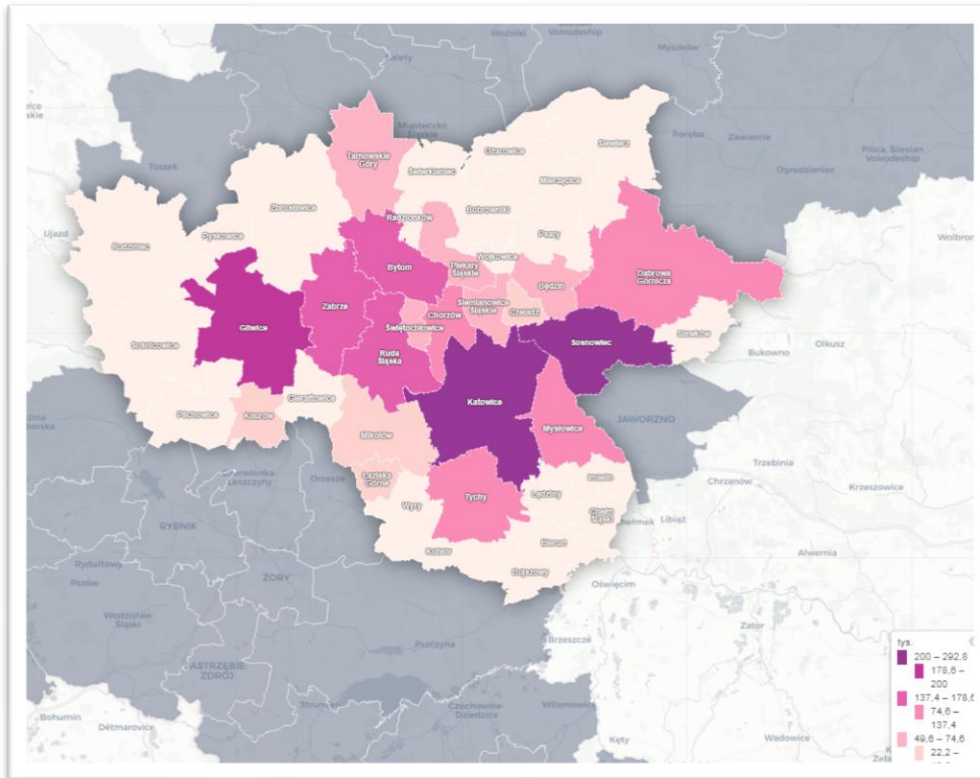 Woźniki
Voivodeship
Myszków
Kalety
Miasteczko
Śląskie
Poręba
Zawiercie
Toszek
Tarnowskie
Góry
Świerklaniec
Ożarowice
Siewierz
Mierzęcice
Pilica, Silesian
Voivodeship
Ogrodzieniec
Zbrosławice
Radzionków
Bobrowniki
Ujazd
Pyskowice
Psary
Wolbrom
Rudziniec
Bytom
Wojkowice
Piekary
Śląskie
Będzin
Dąbrowa
Górnicza
Zabrze
Siemianowice
Śląskie
Czeladź
Gliwice
Chorzów
Świętochłowice
Sosnowiec
Sławków
Sośnicowice
Ruda
Śląska
Bukowno
Olkusz
Gierałtowice
Katowice
Pilchowice
Knurów
JAWORZNO
Mikołów
Mysłowice
Trzebinia
Czerwionka-
Leszczyny
Orzesze
Łaziska
Górne
Tychy
Imielin
Chrzanów
Krzeszowice
Wyry
Lędziny
Chełm
Śląski
Libiąż
RYBNIK
Kobiór
Bieruń
Alwernia
Rydułtowy
Bojszowy
Pszów
ŻORY
Oświęcim
Wodzisław
Śląski
Zator
Pszczyna
Brzeszcze
JASTRZĘBIE
ZDRÓJ
Strumień
Czechowice-
Dziedzice
Wilamowice
Bohumin
Dětmarovice
Kęty
Wadowice
tys.
200 – 292,8
178,6 –
200
137,4 – 178,6
74,6 –
137,4
49,6 – 74,6
22,2 –